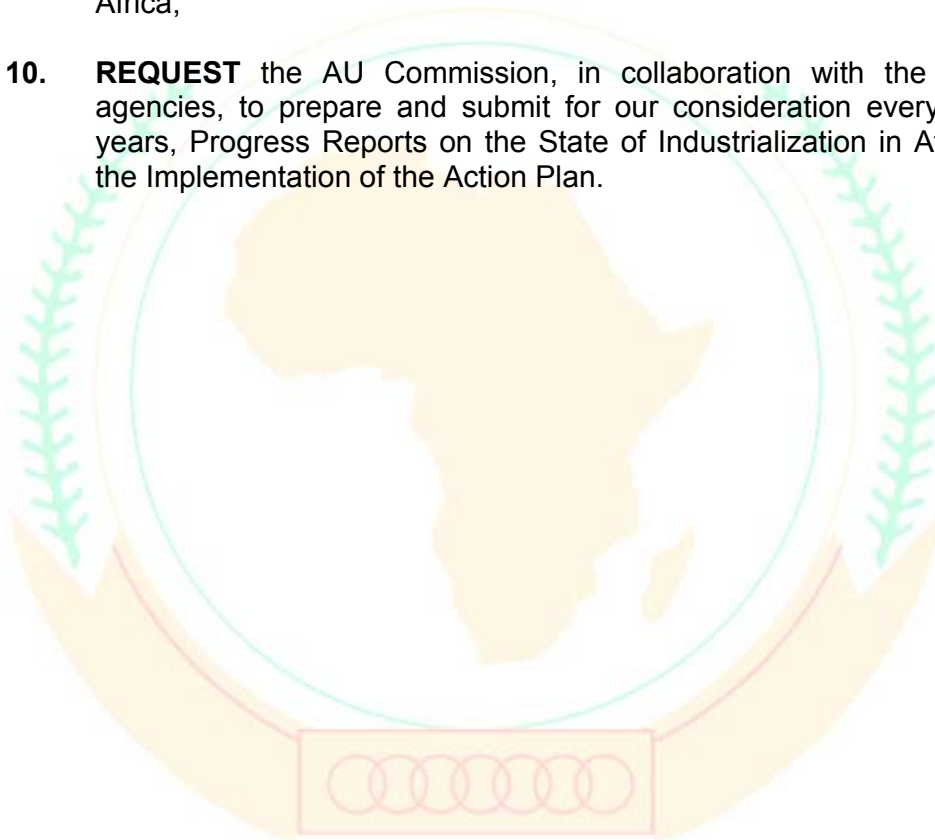 Africa;
10. REQUEST the AU Commission, in collaboration with the
agencies, to prepare and submit for our consideration every
years, Progress Reports on the State of Industrialization in
the Implementation of the Action Plan.